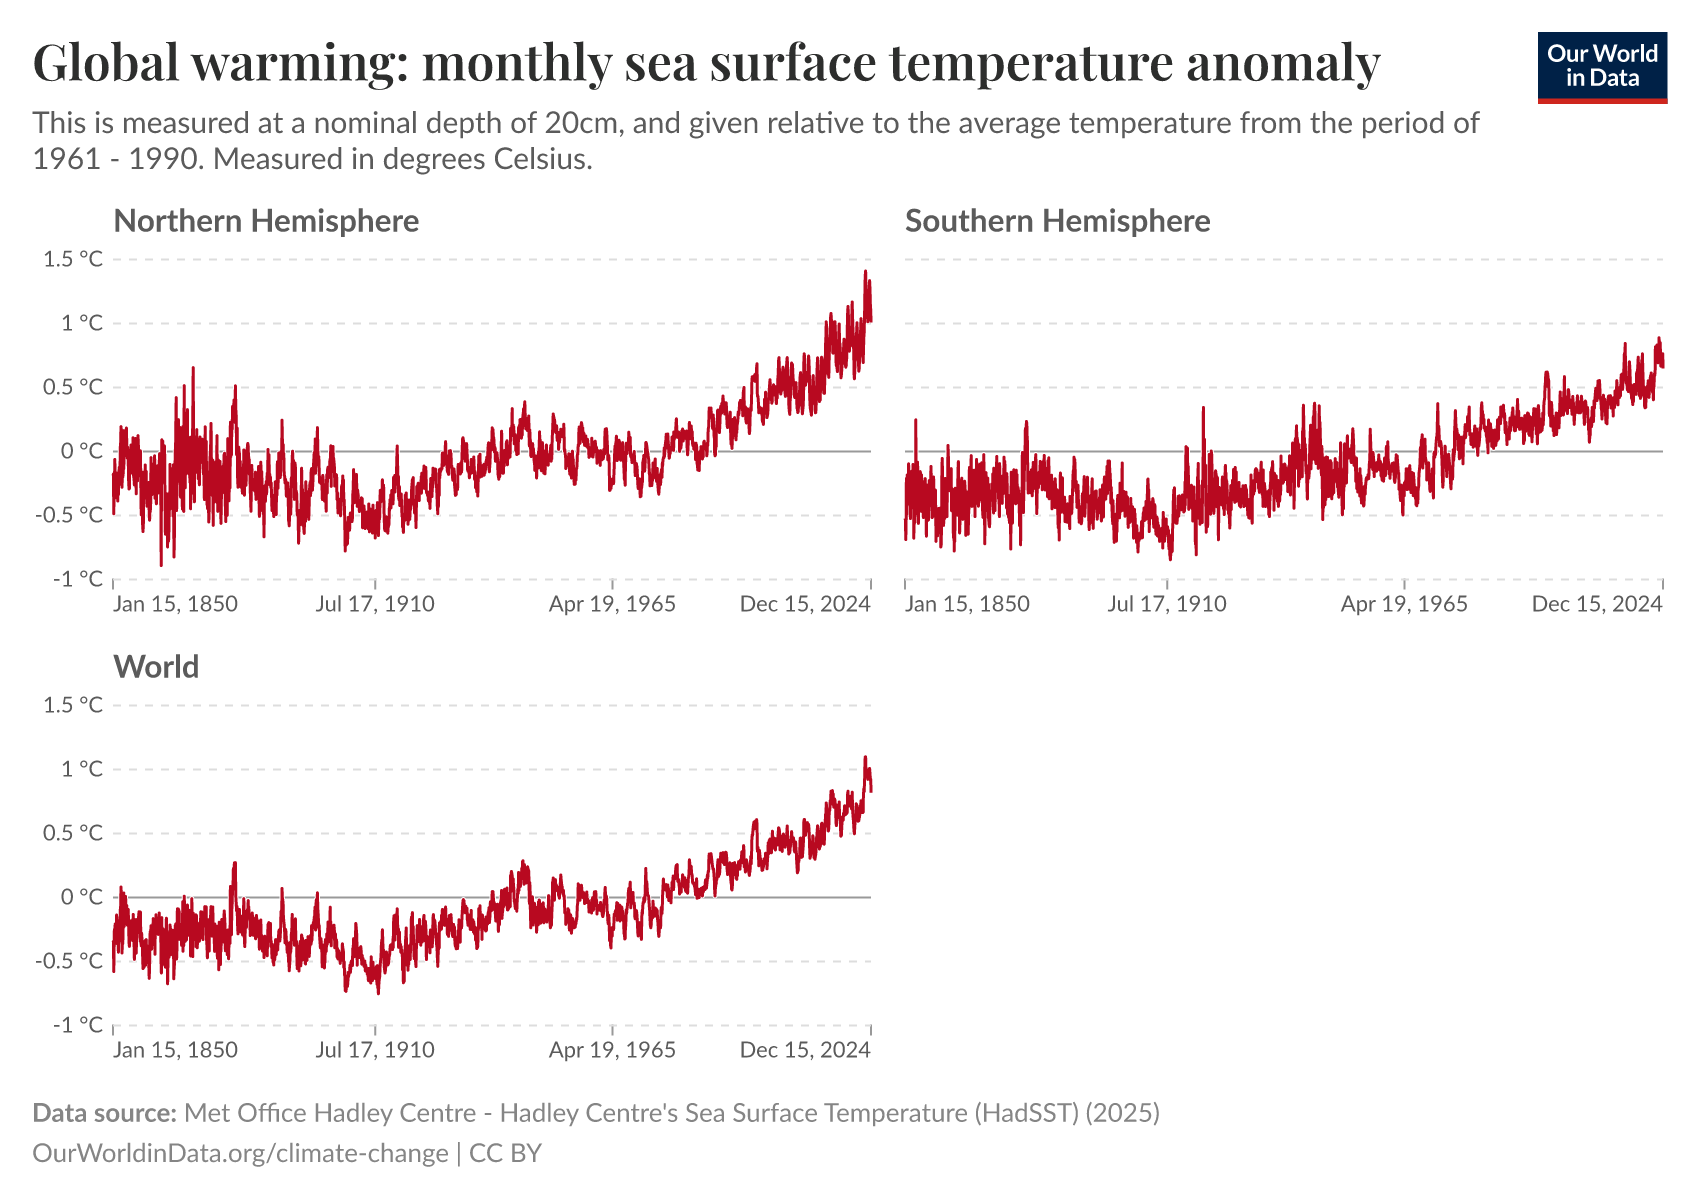 Global warming: monthly sea surface temperature anomaly
Our World
in Data
This is measured at a nominal depth of 20cm, and given relative to the average temperature from the period of
1961 - 1990. Measured in degrees Celsius.
Northern Hemisphere
1.5 °C
1 °C
0.5 °C
0 °C
-0.5 °C
-1 °C
Jan 15, 1850
Jul 17, 1910
Apr 19, 1965
Dec 15, 2024
Southern Hemisphere
Jan 15, 1850
Jul 17, 1910
Apr 19, 1965
Dec 15, 2024
World
1.5 °C
1 °C
0.5 °C
0 °C
-0.5 °C
-1 °C
Jan 15, 1850
Jul 17, 1910
Apr 19, 1965
Dec 15, 2024
Data source: Met Office Hadley Centre - Hadley Centre's Sea Surface Temperature (HadSST) (2025)
OurWorldinData.org/climate-change | CC BY